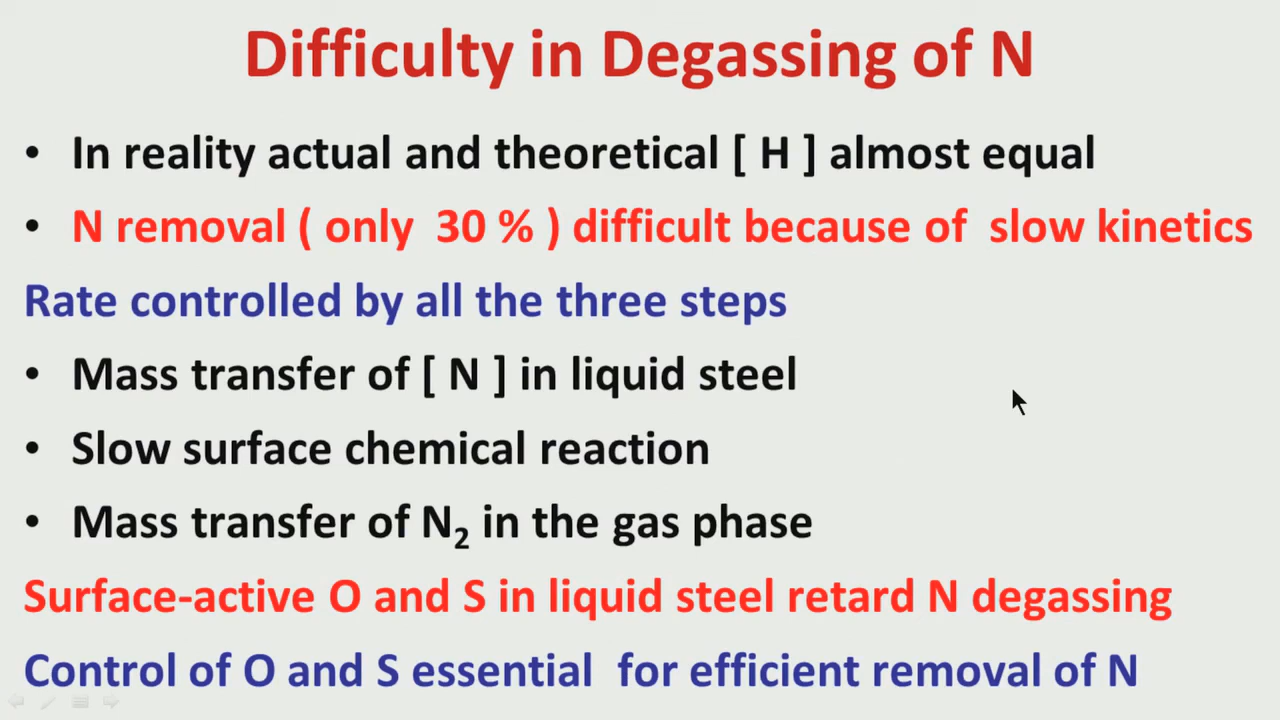 Difficulty in Degassing of N
• In reality actual and theoretical [ H ] almost equal
• N removal ( only 30 % ) difficult because of slow kinetics
Rate controlled by all the three steps
• Mass transfer of [ N ] in liquid steel
• Slow surface chemical reaction
• Mass transfer of N₂ in the gas phase
Surface-active O and S in liquid steel retard N degassing
Control of O and S essential for efficient removal of N